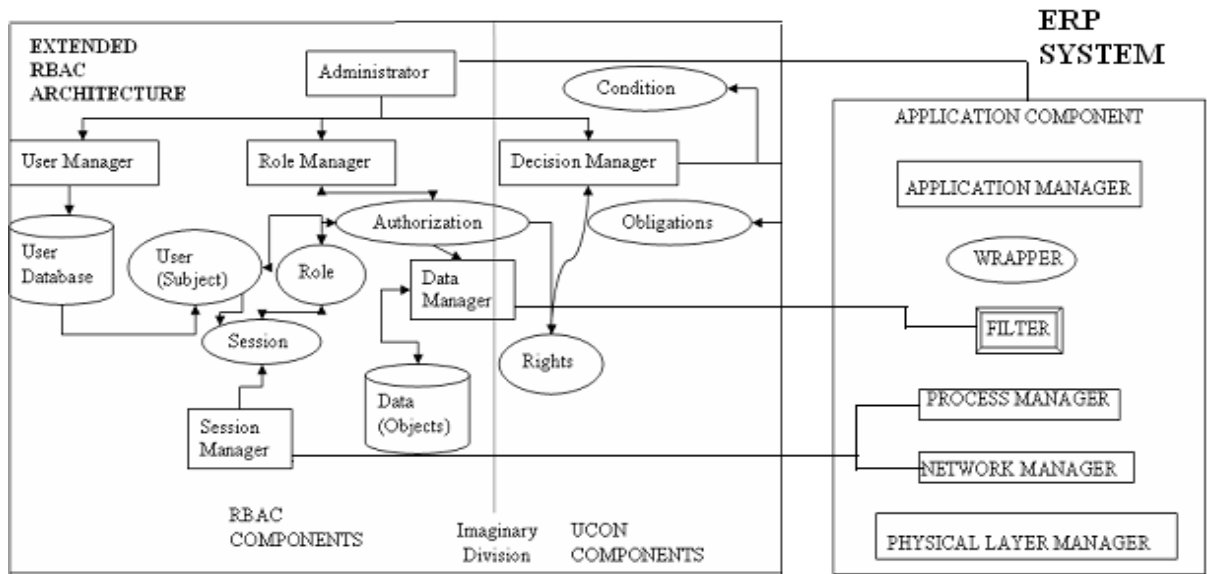 EXTENDED
RBAC
ARCHITECTURE
Administrator
Condition
User Manager
Role Manager
Decision Manager
User
Database
User
(Subject)
Role
Authorization
Obligations
Data
Manager
Session
Rights
Data
(Objects)
Session
Manager
RBAC
COMPONENTS
Imaginary
Division
UCON
COMPONENTS
ERP
SYSTEM
APPLICATION COMPONENT
APPLICATION MANAGER
WRAPPER
FILTER
PROCESS MANAGER
NETWORK MANAGER
PHYSICAL LAYER MANAGER